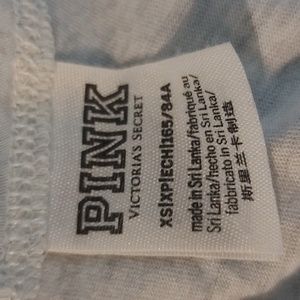 PINK
VICTORIA'S SECRET
XS|XP|ECH|165/84A
made in Sri Lanka/fabriqué au
Sri Lanka/hecho en Sri Lanka/
fabbricato in Sri Lanka/
斯里兰卡制造